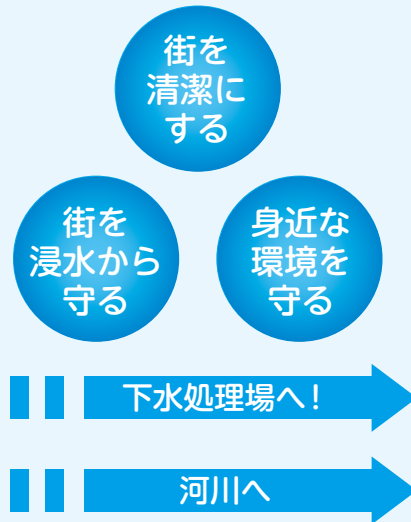 街を
清潔に
する
街を
浸水から
守る
身近な
環境を
守る
下水処理場へ！
河川へ